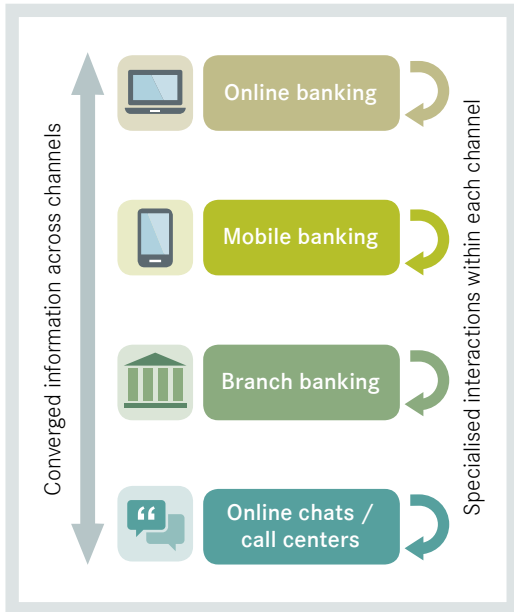 Converged information across channels
Online banking
Mobile banking
Branch banking
“
Online chats /
call centers
Specialised interactions within each channel